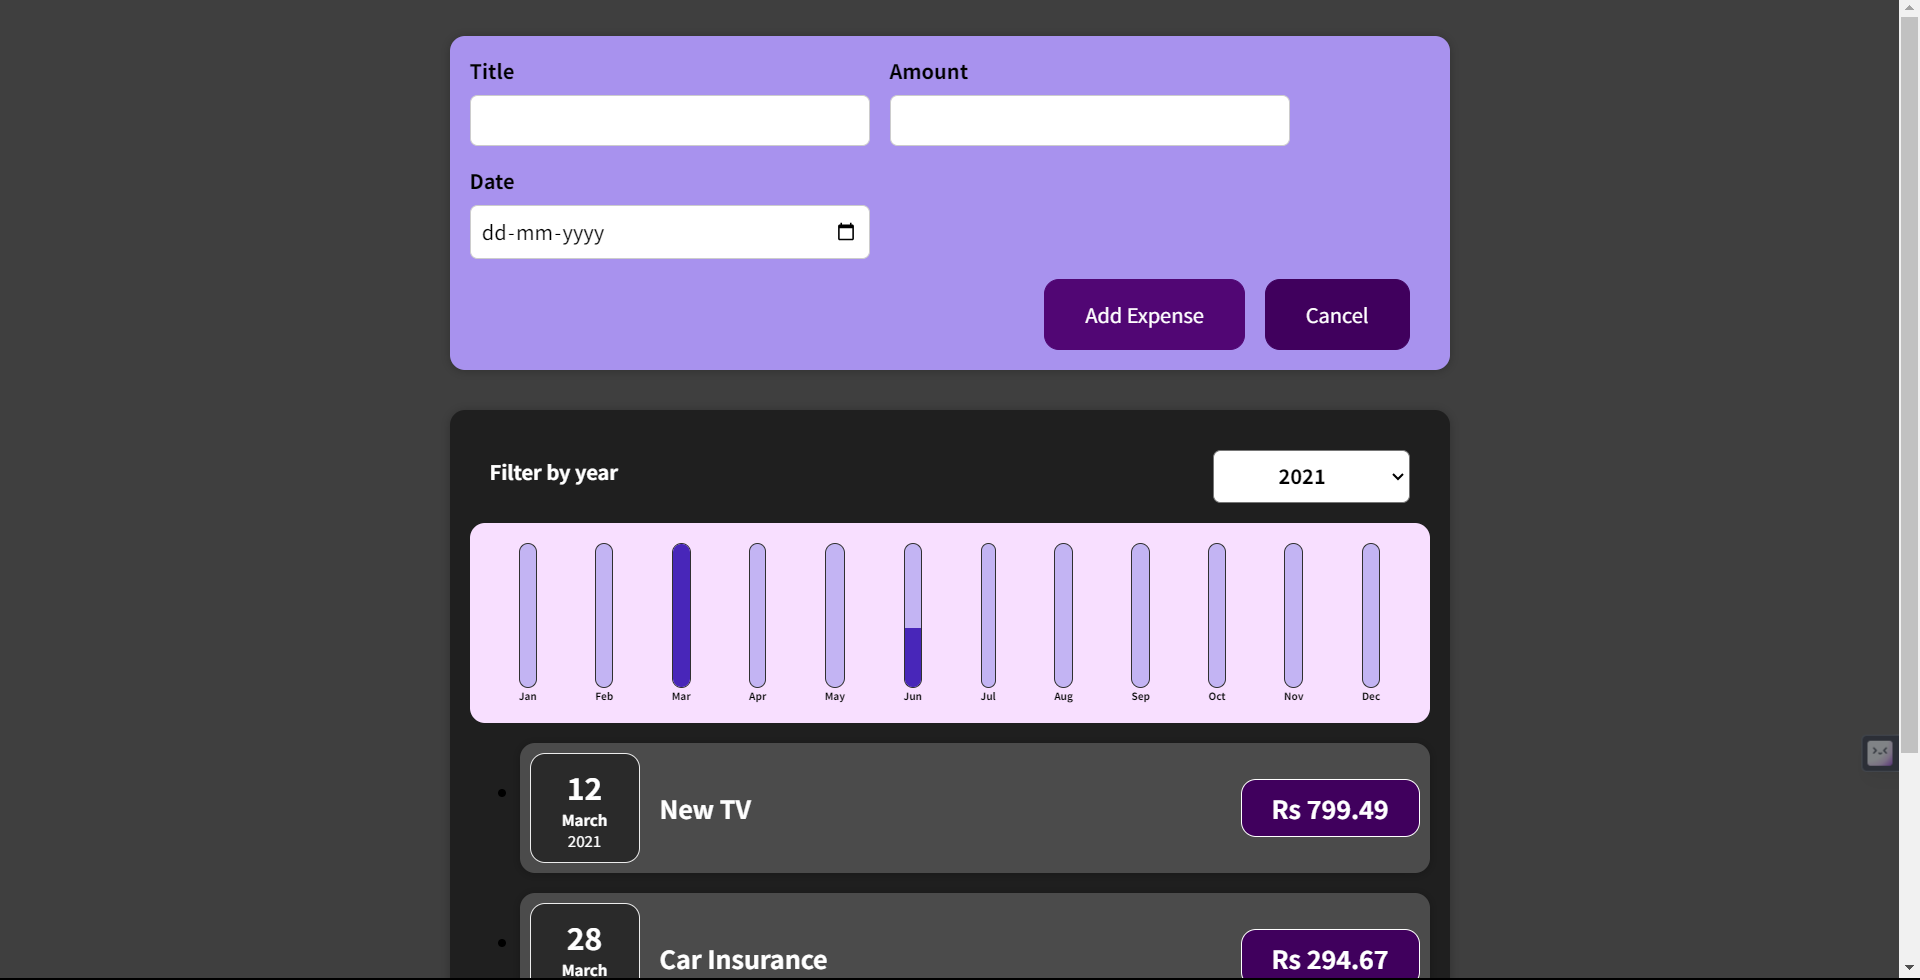 Title
Amount
Date
dd-mm-yyyy
Add Expense
Cancel
Filter by year
2021
Jan
Feb
Mar
Apr
May
Jun
Jul
Aug
Sep
Oct
Nov
Dec
12
March
2021
New TV
Rs 799.49
28
March
Car Insurance
Rs 294.67